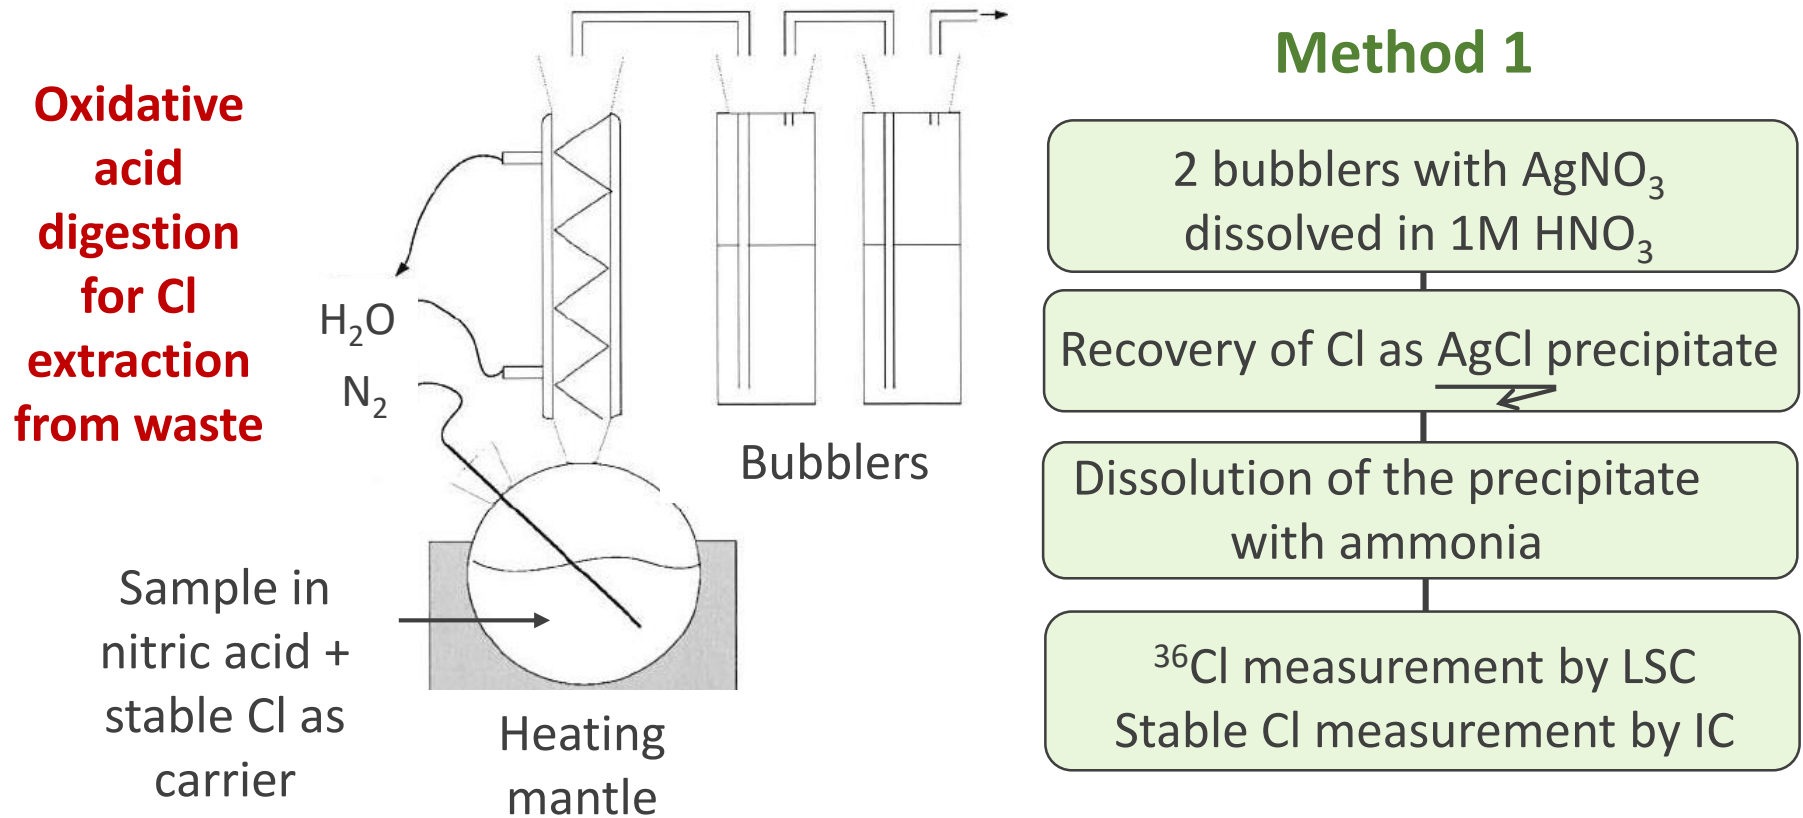 Oxidative
acid
digestion
for Cl
extraction
from waste
H₂O
N₂
Bubblers
Sample in
nitric acid +
stable Cl as
carrier
Heating
mantle
Method 1
2 bubblers with AgNO₃
dissolved in 1M HNO₃
Recovery of Cl as AgCl precipitate
Dissolution of the precipitate
with ammonia
³⁶Cl measurement by LSC
Stable Cl measurement by IC